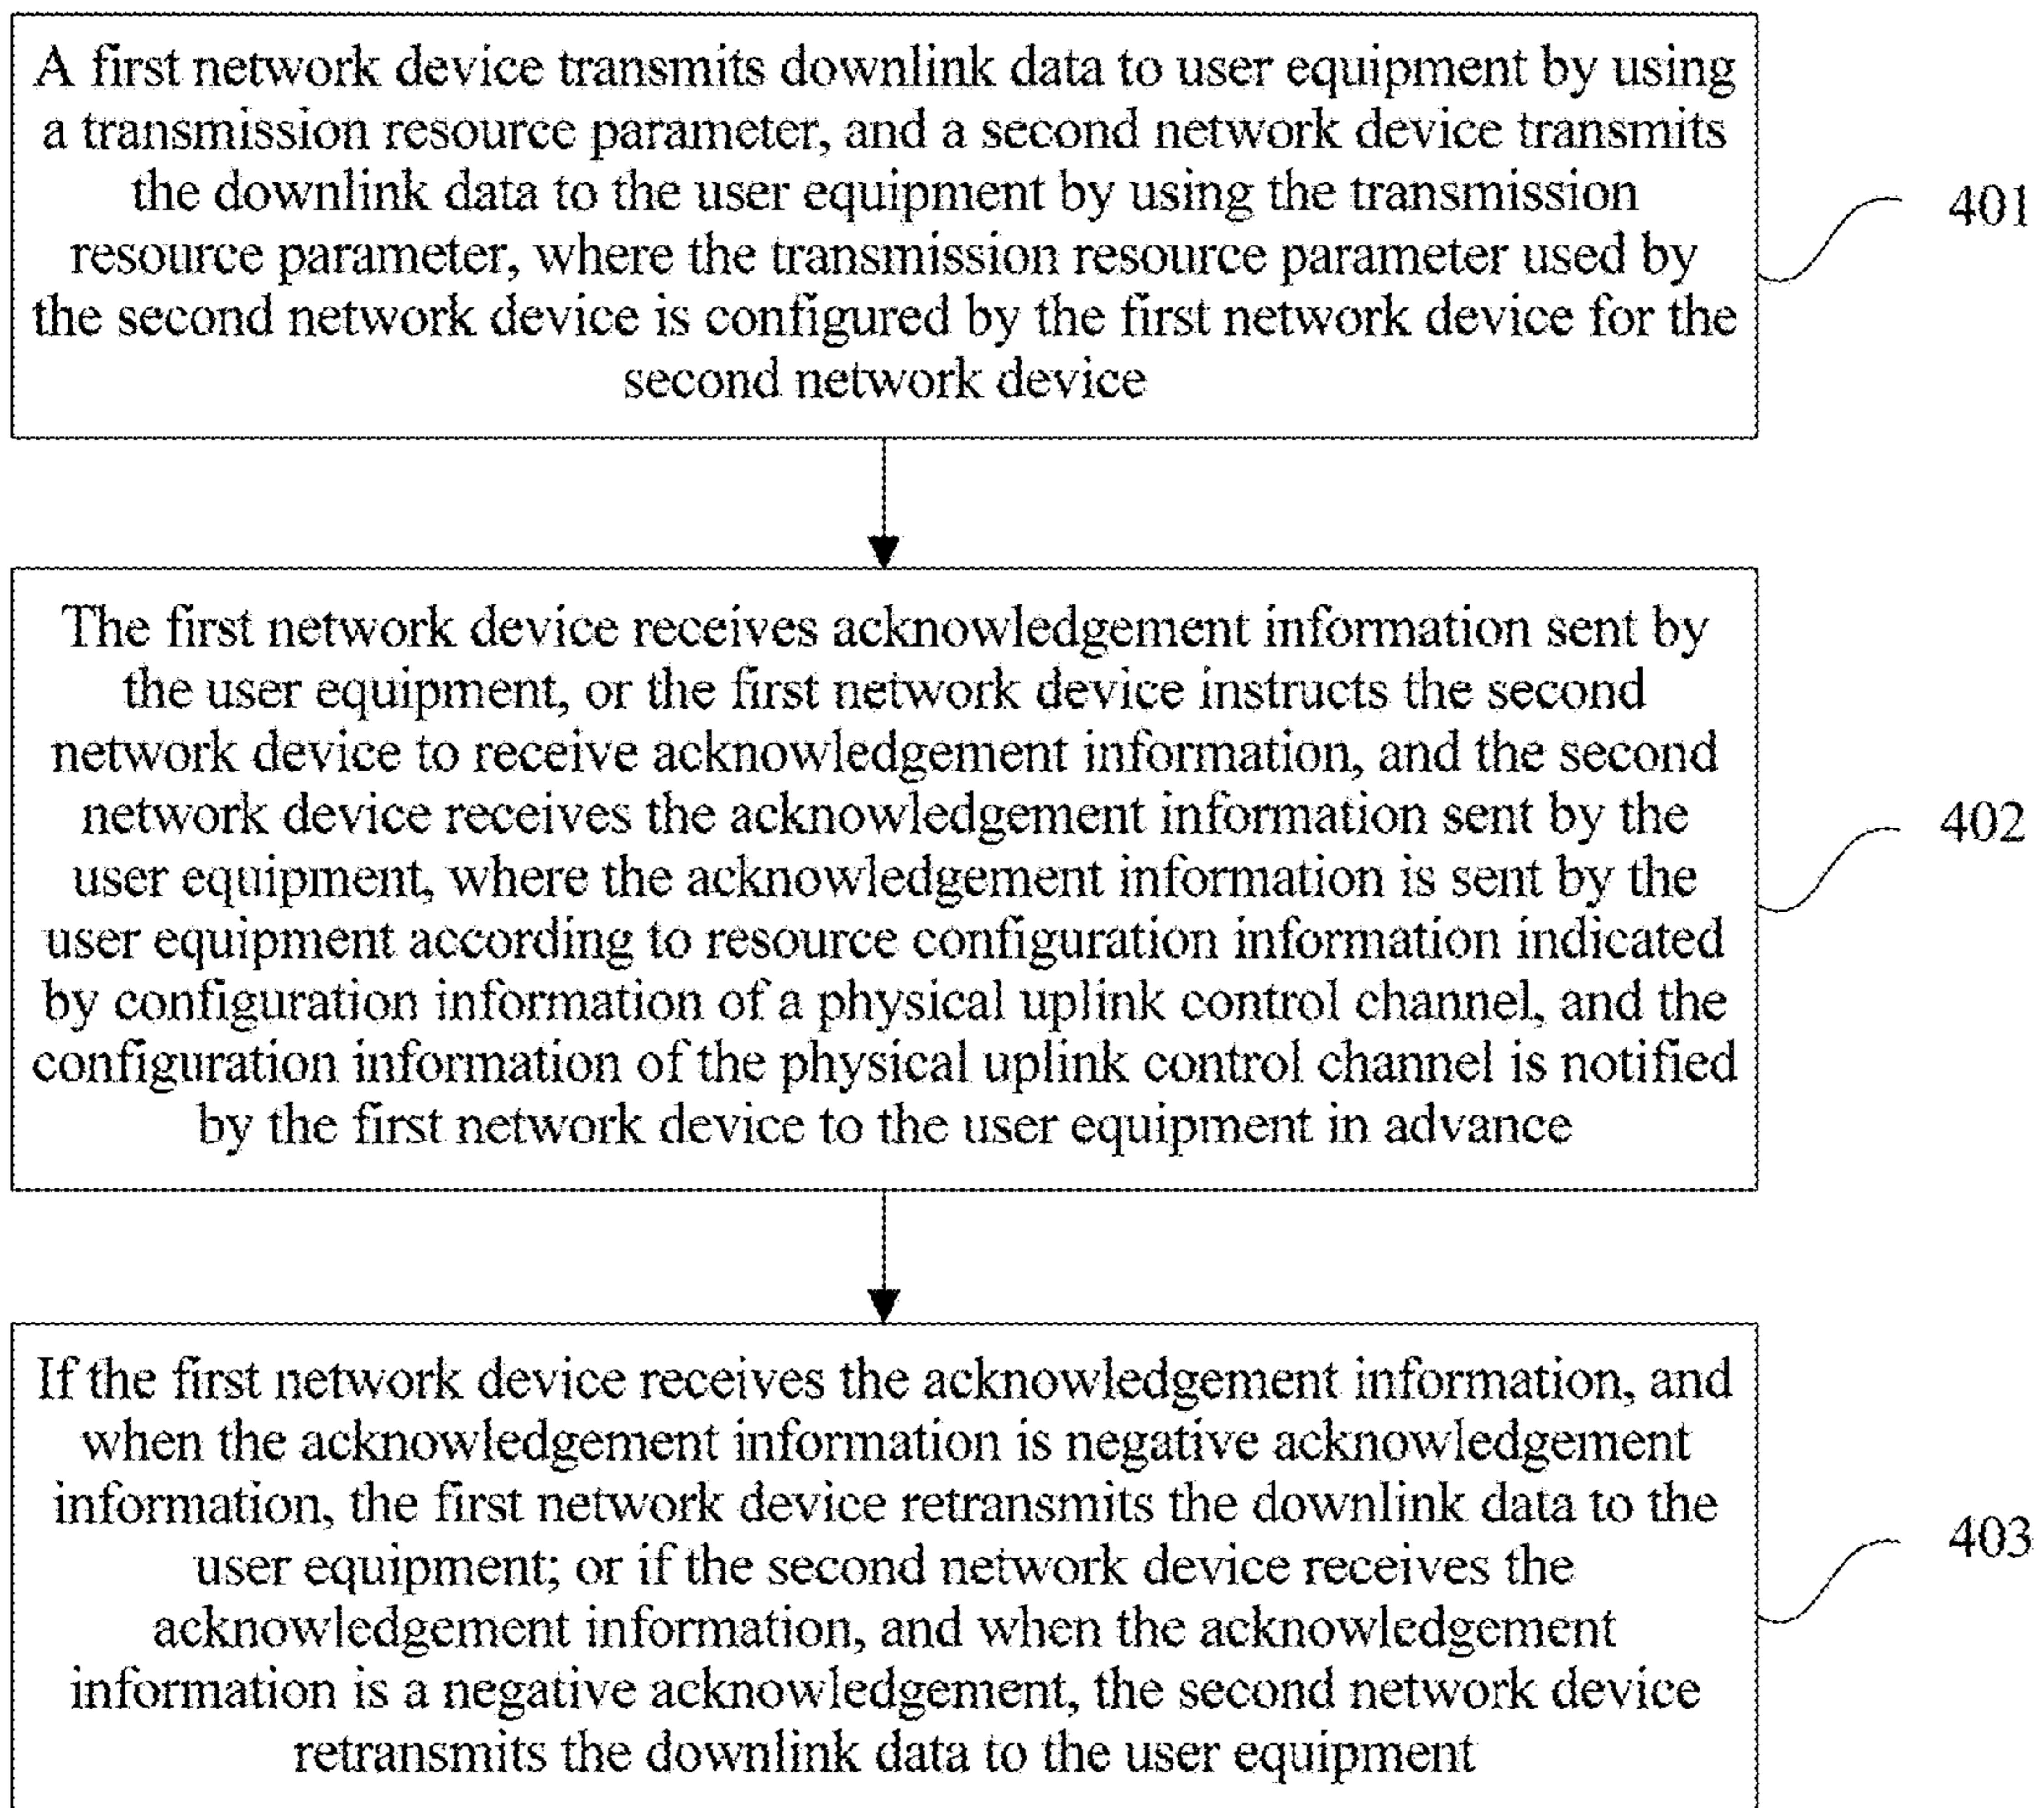 A first network device transmits downlink data to user equipment by using
a transmission resource parameter, and a second network device transmits
the downlink data to the user equipment by using the transmission
resource parameter, where the transmission resource parameter used by
the second network device is configured by the first network device for the
second network device
401
The first network device receives acknowledgement information sent by
the user equipment, or the first network device instructs the second
network device to receive acknowledgement information, and the second
network device receives the acknowledgement information sent by the
user equipment, where the acknowledgement information is sent by the
user equipment according to resource configuration information indicated
by configuration information of a physical uplink control channel, and the
configuration information of the physical uplink control channel is notified
by the first network device to the user equipment in advance
402
If the first network device receives the acknowledgement information, and
when the acknowledgement information is negative acknowledgement
information, the first network device retransmits the downlink data to the
user equipment; or if the second network device receives the
acknowledgement information, and when the acknowledgement
information is a negative acknowledgement, the second network device
retransmits the downlink data to the user equipment
403